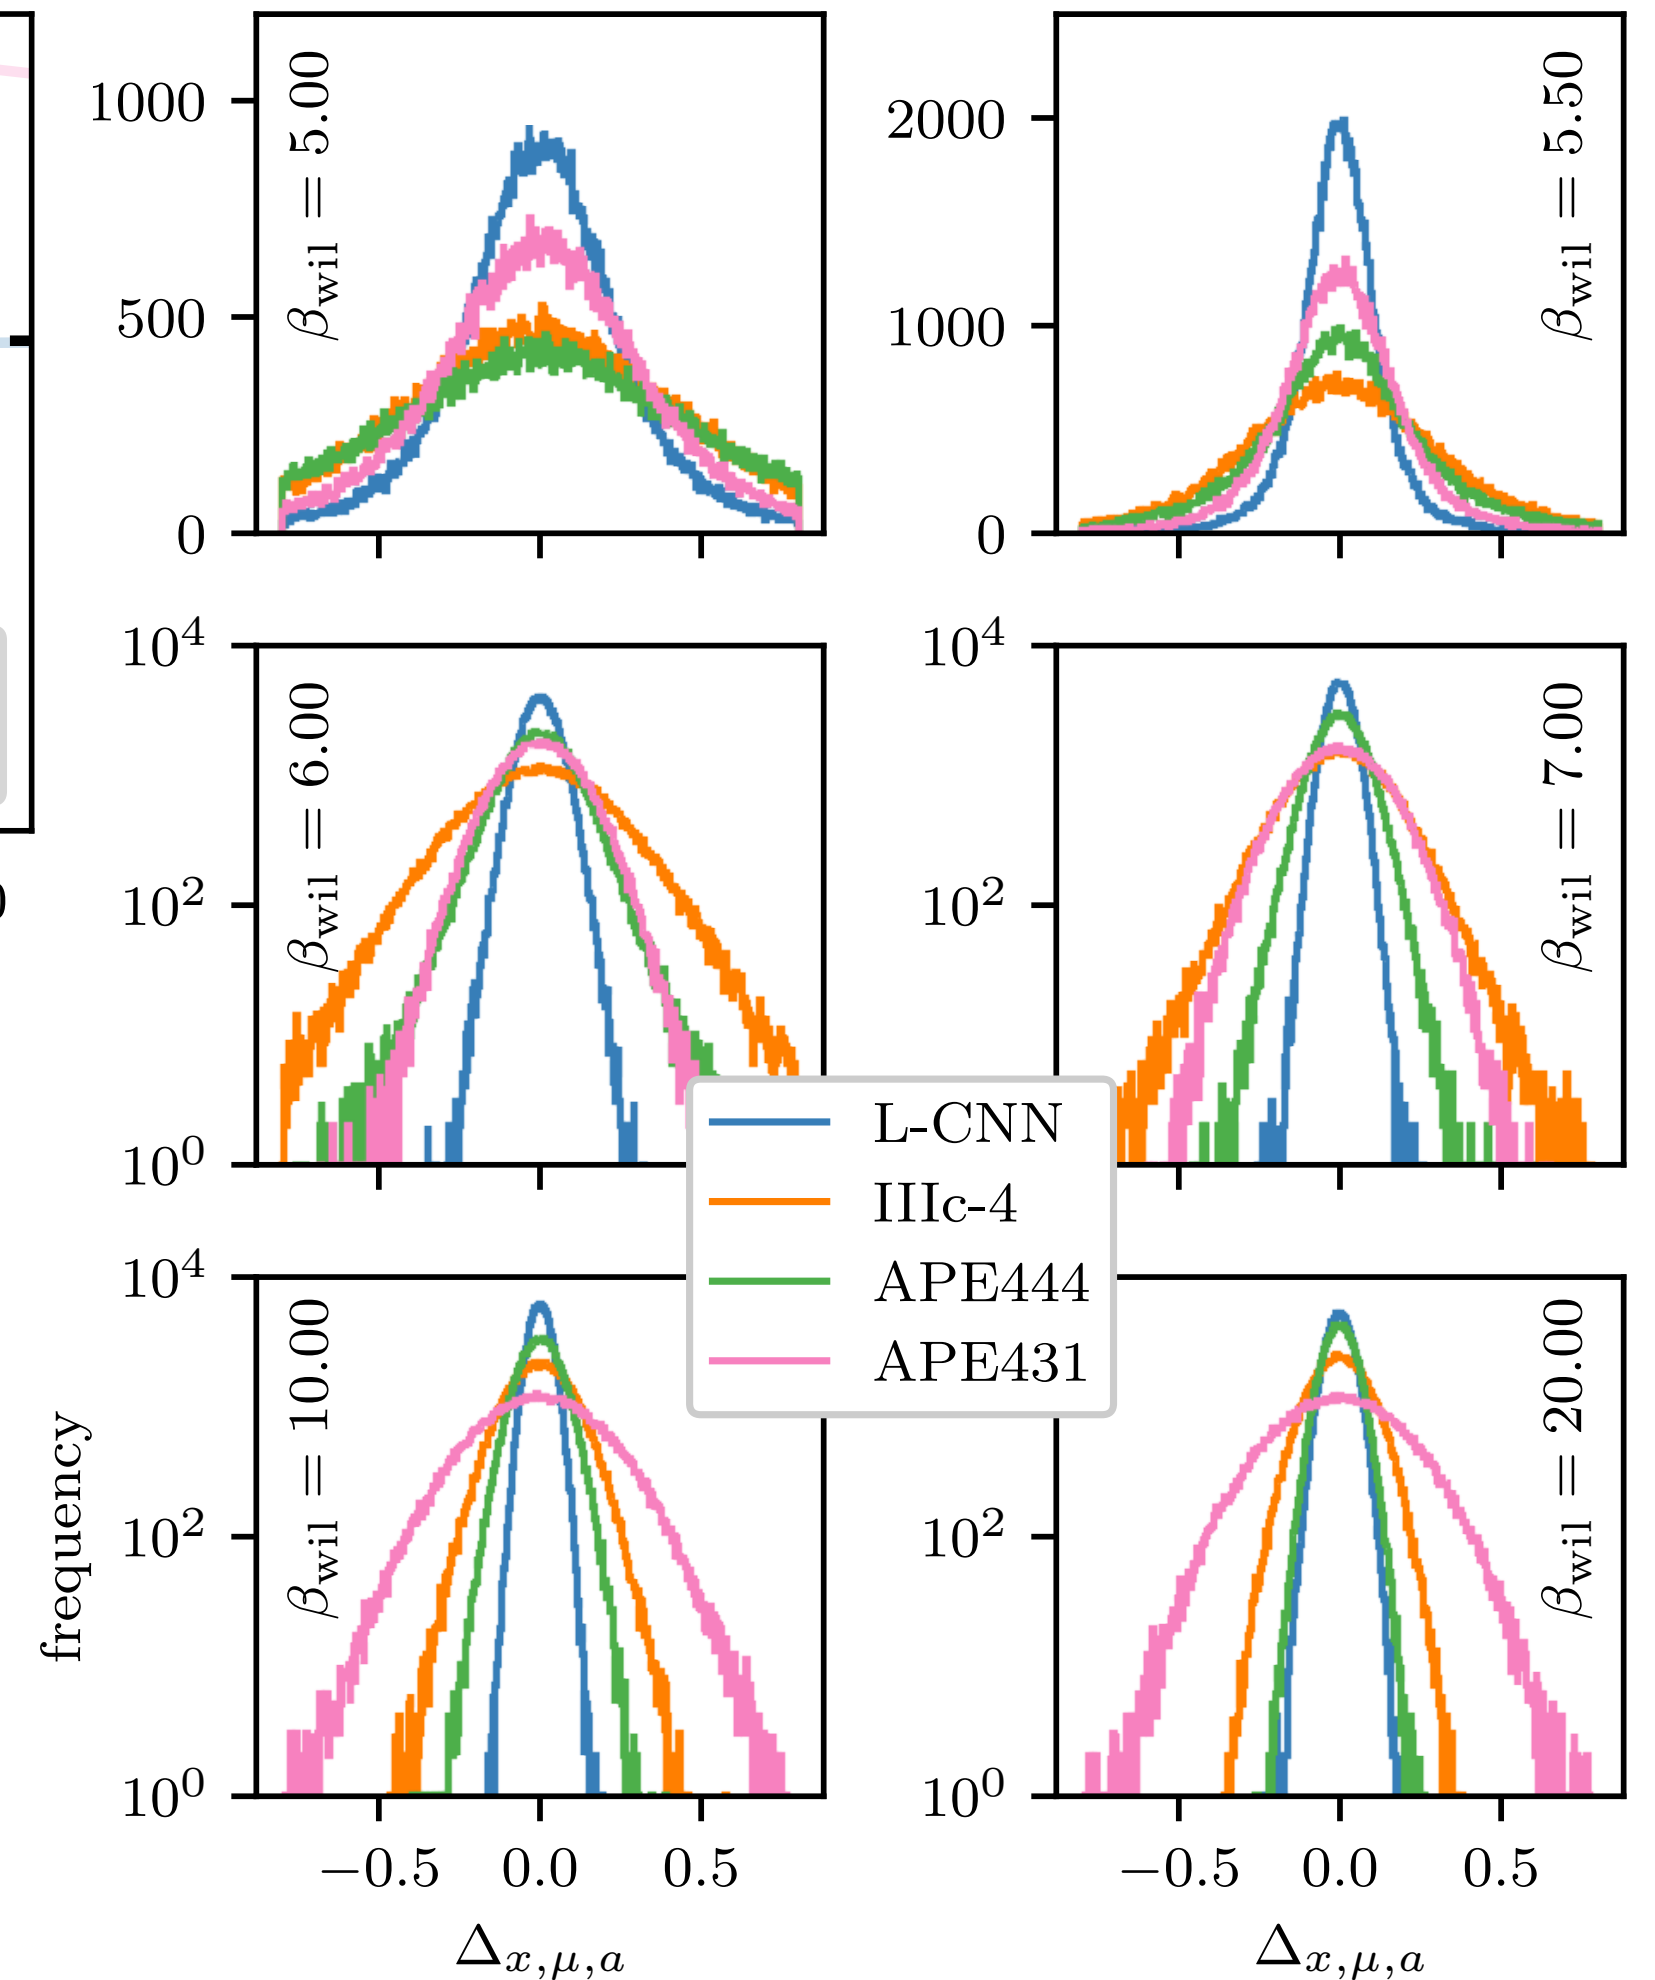 1000
500
0
β_wil = 5.00
2000
1000
0
β_wil = 5.50
10^4
10^2
10^0
β_wil = 6.00
10^4
10^2
β_wil = 7.00
L-CNN
IIIc-4
APE444
APE431
frequency
10^4
10^2
10^0
β_wil = 10.00
−0.5 0.0 0.5
Δ_x,μ,a
10^2
10^0
β_wil = 20.00
−0.5 0.0 0.5
Δ_x,μ,a